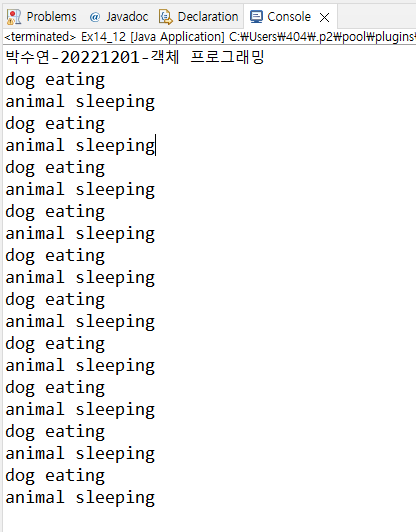 Problems @ Javadoc Declaration Console
<terminated> Ex14_12 [Java Application] C:₩Users₩404₩.p2₩pool₩plugins₩
박수연-20221201-객체 프로그래밍
dog eating
animal sleeping
dog eating
animal sleeping
dog eating
animal sleeping
dog eating
animal sleeping
dog eating
animal sleeping
dog eating
animal sleeping
dog eating
animal sleeping
dog eating
animal sleeping
dog eating
animal sleeping
dog eating
animal sleeping